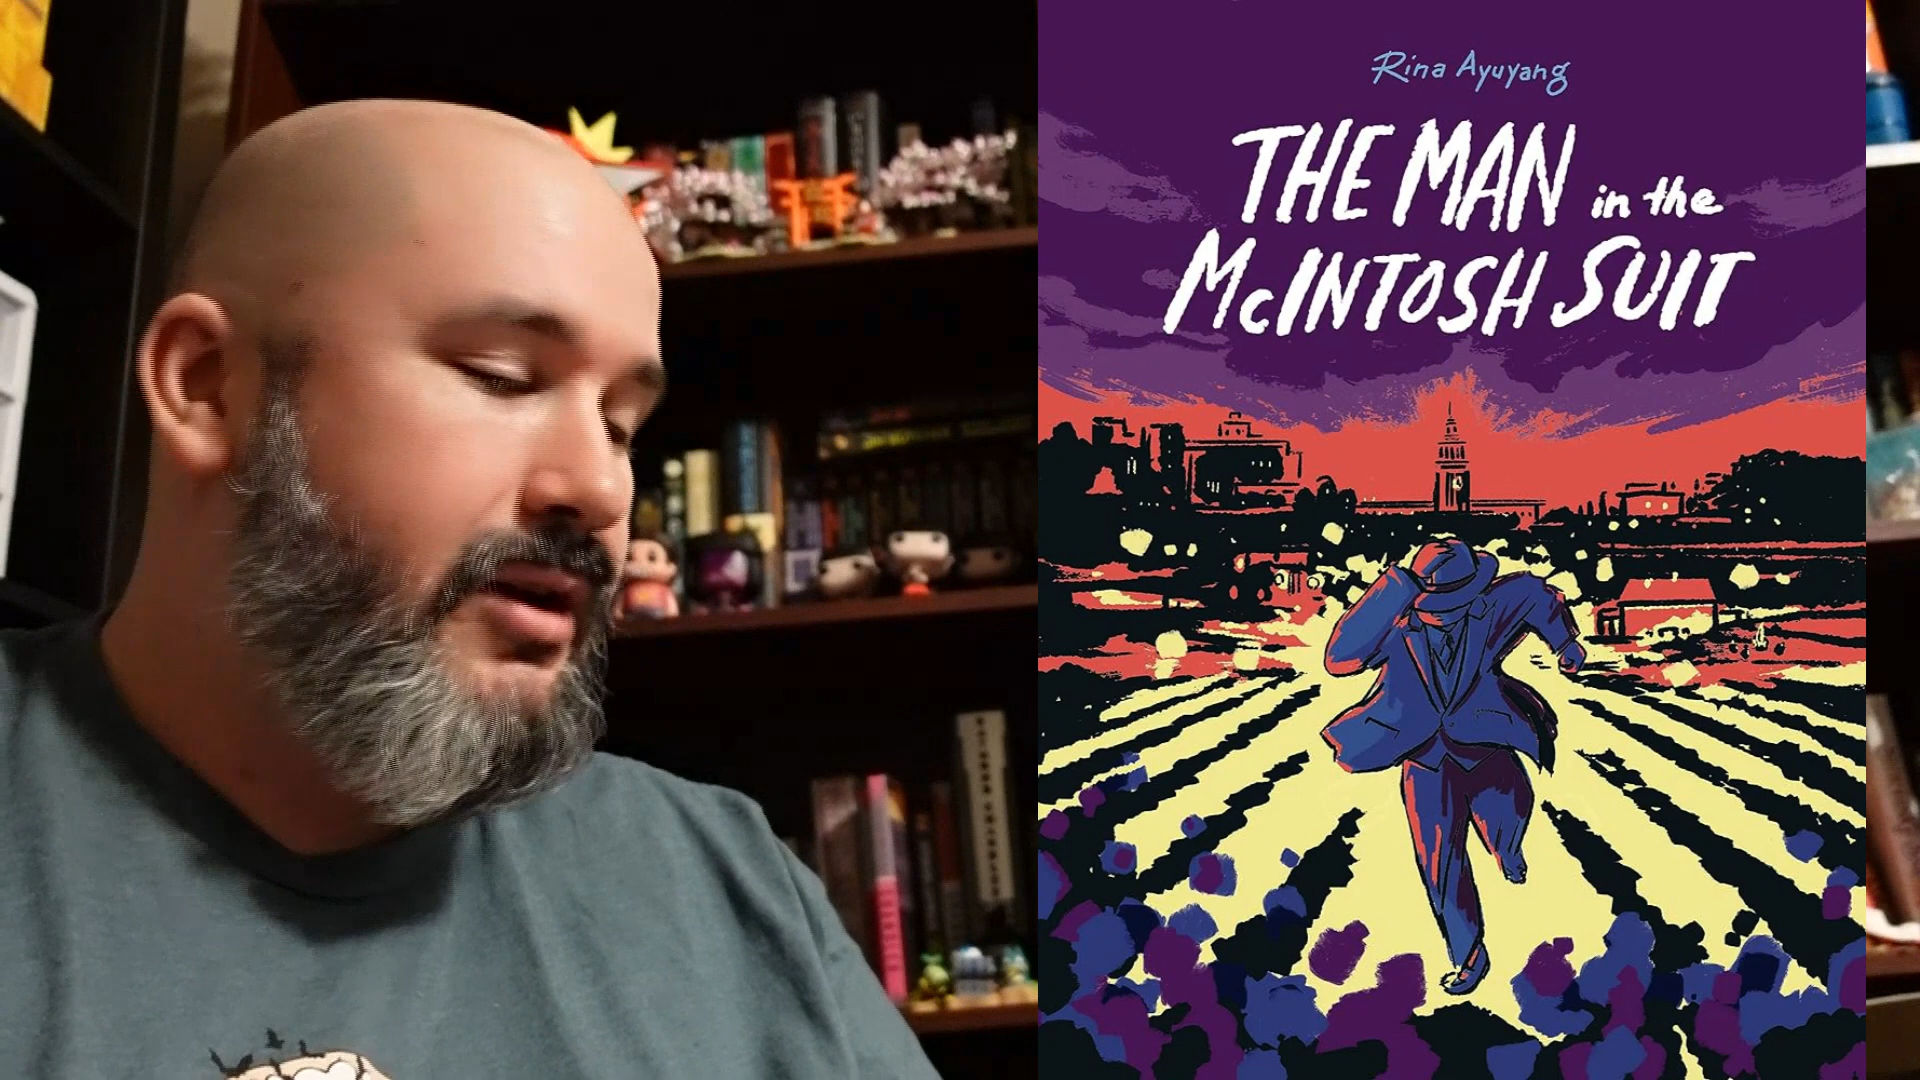 Rina Ayuyang
THE MAN in the
McINTOSH SUIT